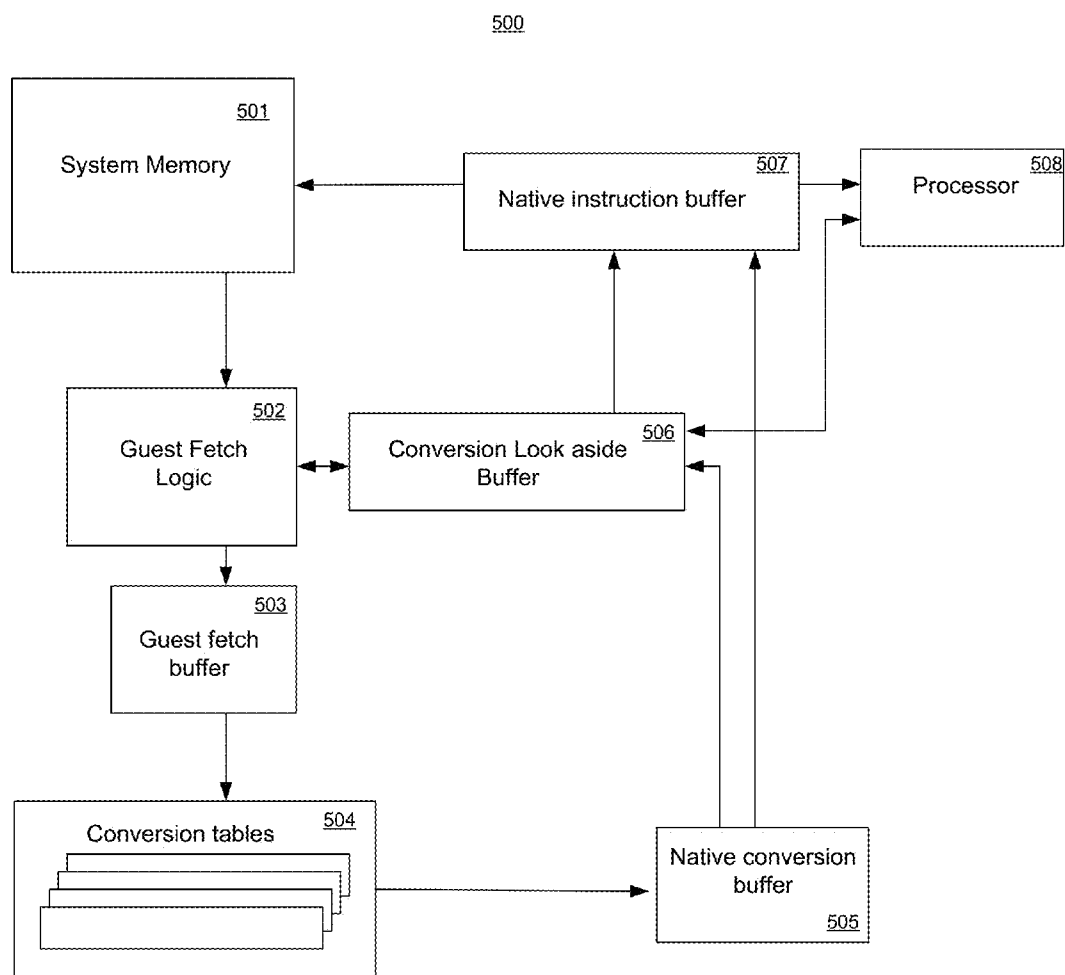 500
501
System Memory
507
Native instruction buffer
508
Processor
502
Guest Fetch
Logic
506
Conversion Look aside
Buffer
503
Guest fetch
buffer
504
Conversion tables
Native conversion
buffer
505